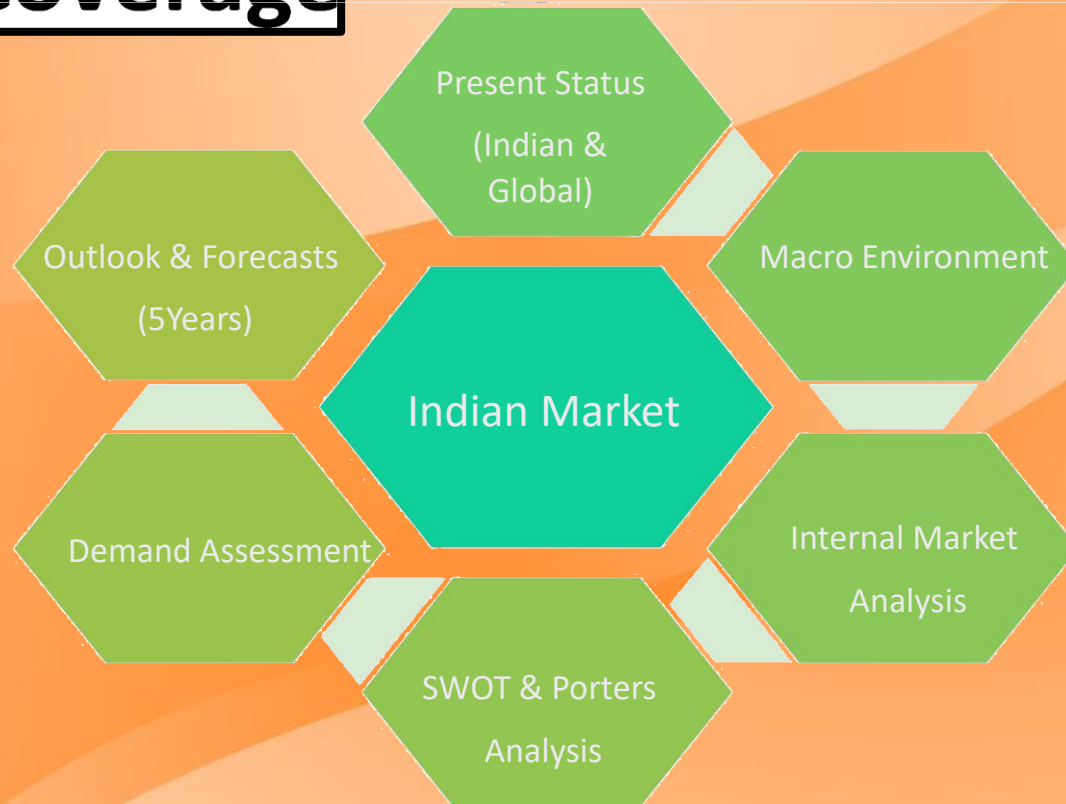 Coverage
Present Status
(Indian &
Global)
Macro Environment
Internal Market
Analysis
SWOT & Porters
Analysis
Demand Assessment
Outlook & Forecasts
(5Years)
Indian Market